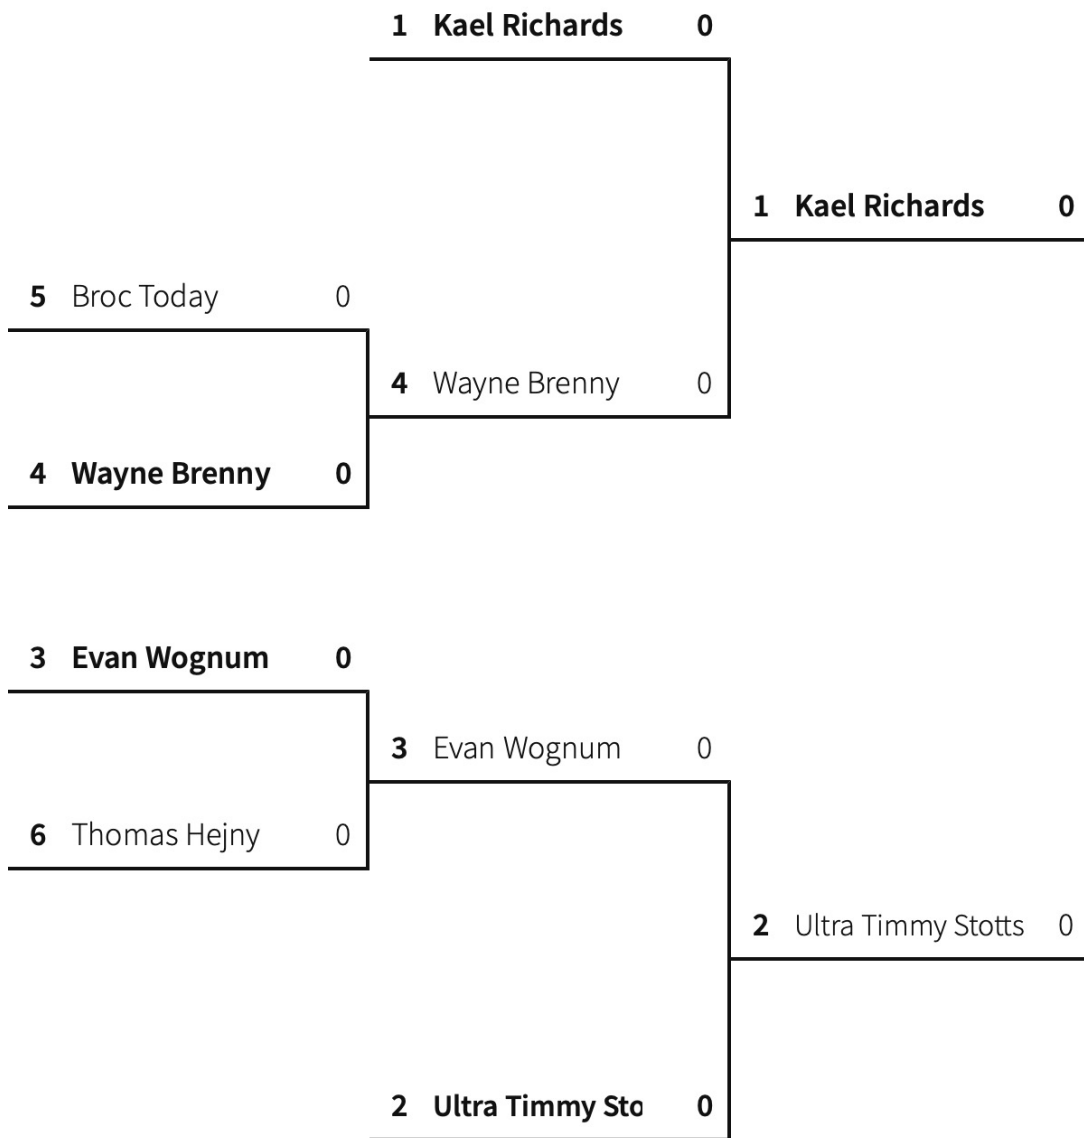 1 Kael Richards 0
1 Kael Richards 0
5 Broc Today 0
4 Wayne Brenny 0
4 Wayne Brenny 0
3 Evan Wognum 0
3 Evan Wognum 0
6 Thomas Hejny 0
2 Ultra Timmy Stotts 0
2 Ultra Timmy Sto 0